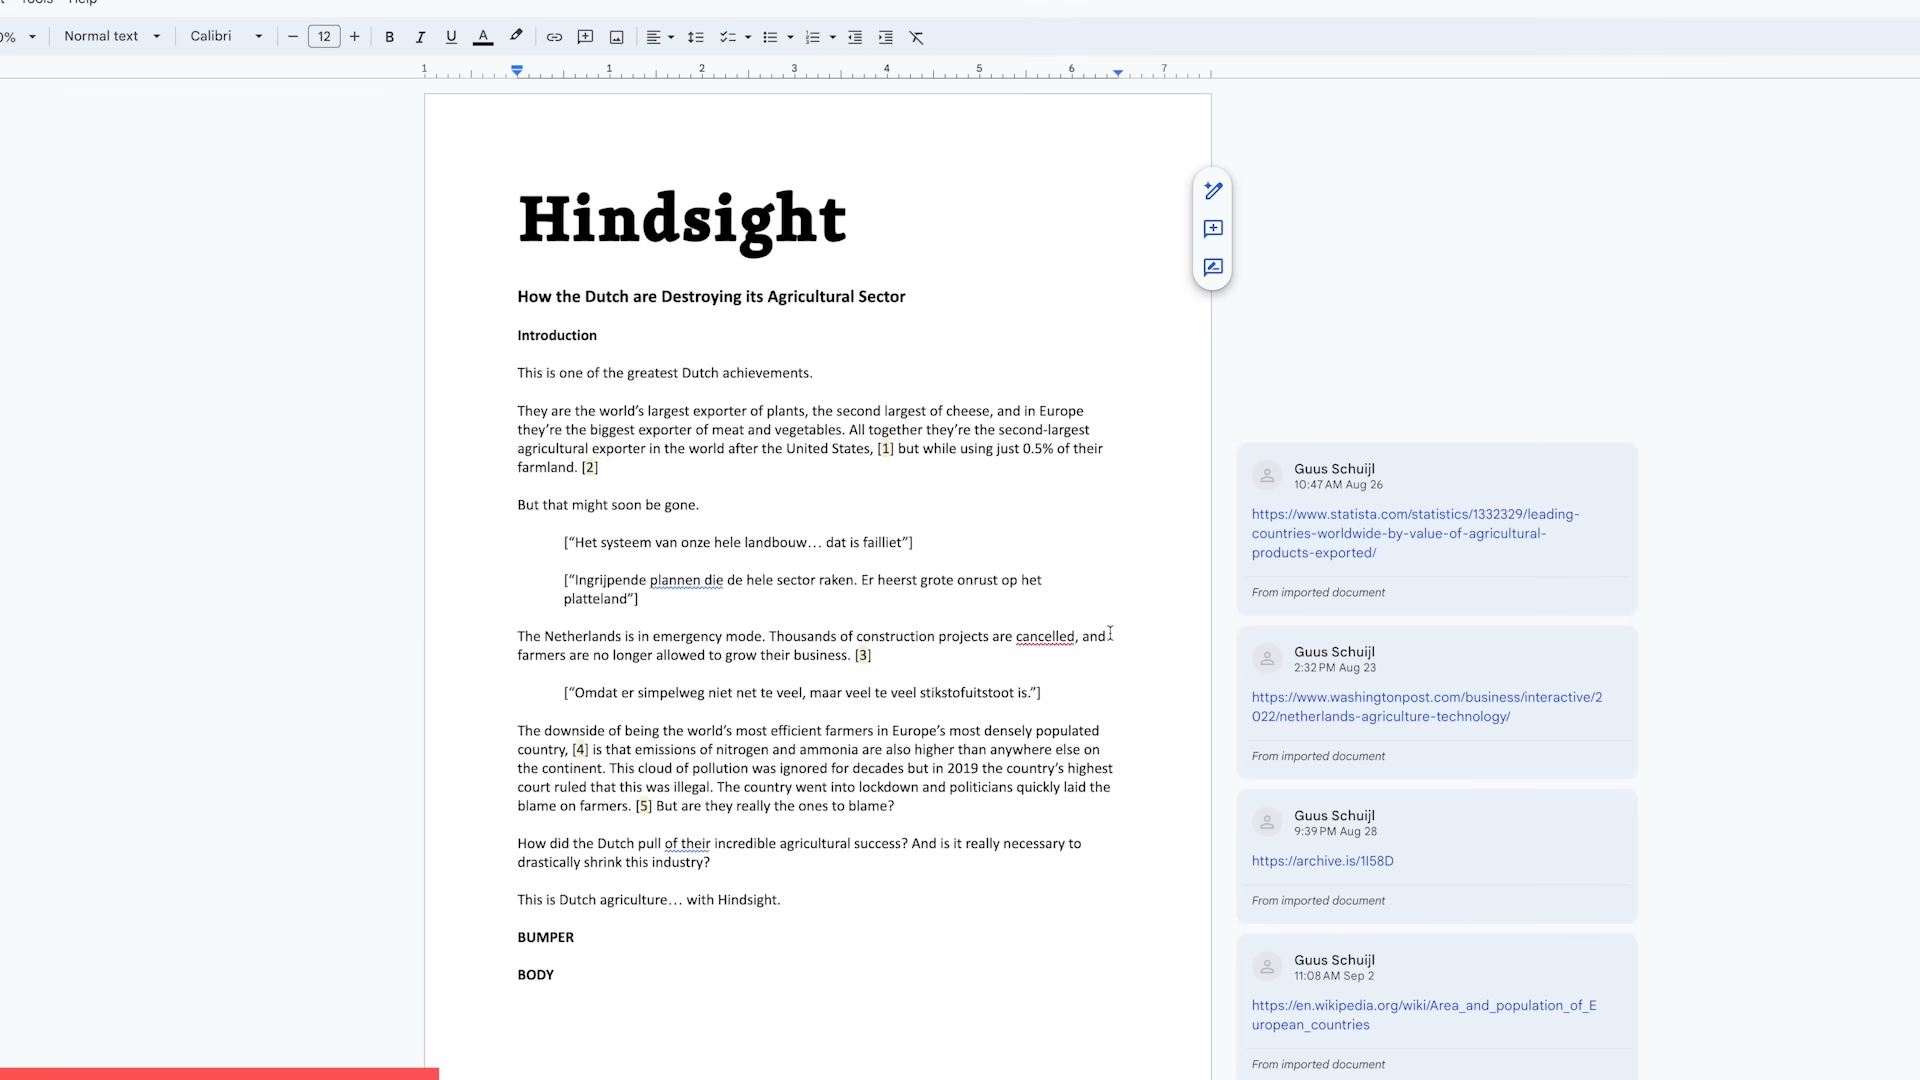 Tools Help
0% Normal text Calibri 12 B I U A
1 1 2 3 4 5 6 7
Hindsight
How the Dutch are Destroying its Agricultural Sector
Introduction
This is one of the greatest Dutch achievements.
They are the world’s largest exporter of plants, the second largest of cheese, and in Europe
they’re the biggest exporter of meat and vegetables. All together they’re the second-largest
agricultural exporter in the world after the United States, [1] but while using just 0.5% of their
farmland. [2]
But that might soon be gone.
[“Het systeem van onze hele landbouw… dat is failliet”]
[“Ingrijpende plannen die de hele sector raken. Er heerst grote onrust op het
platteland”]
The Netherlands is in emergency mode. Thousands of construction projects are cancelled, and
farmers are no longer allowed to grow their business. [3]
[“Omdat er simpelweg niet net te veel, maar veel te veel stikstofuitstoot is.”]
The downside of being the world’s most efficient farmers in Europe’s most densely populated
country, [4] is that emissions of nitrogen and ammonia are also higher than anywhere else on
the continent. This cloud of pollution was ignored for decades but in 2019 the country’s highest
court ruled that this was illegal. The country went into lockdown and politicians quickly laid the
blame on farmers. [5] But are they really the ones to blame?
How did the Dutch pull of their incredible agricultural success? And is it really necessary to
drastically shrink this industry?
This is Dutch agriculture… with Hindsight.
BUMPER
BODY
Guus Schuijl
10:47 AM Aug 26
https://www.statista.com/statistics/1332329/leading-
countries-worldwide-by-value-of-agricultural-
products-exported/
From imported document
Guus Schuijl
2:32 PM Aug 23
https://www.washingtonpost.com/business/interactive/2
022/netherlands-agriculture-technology/
From imported document
Guus Schuijl
9:39 PM Aug 28
https://archive.is/1I58D
From imported document
Guus Schuijl
11:08 AM Sep 2
https://en.wikipedia.org/wiki/Area_and_population_of_E
uropean_countries
From imported document